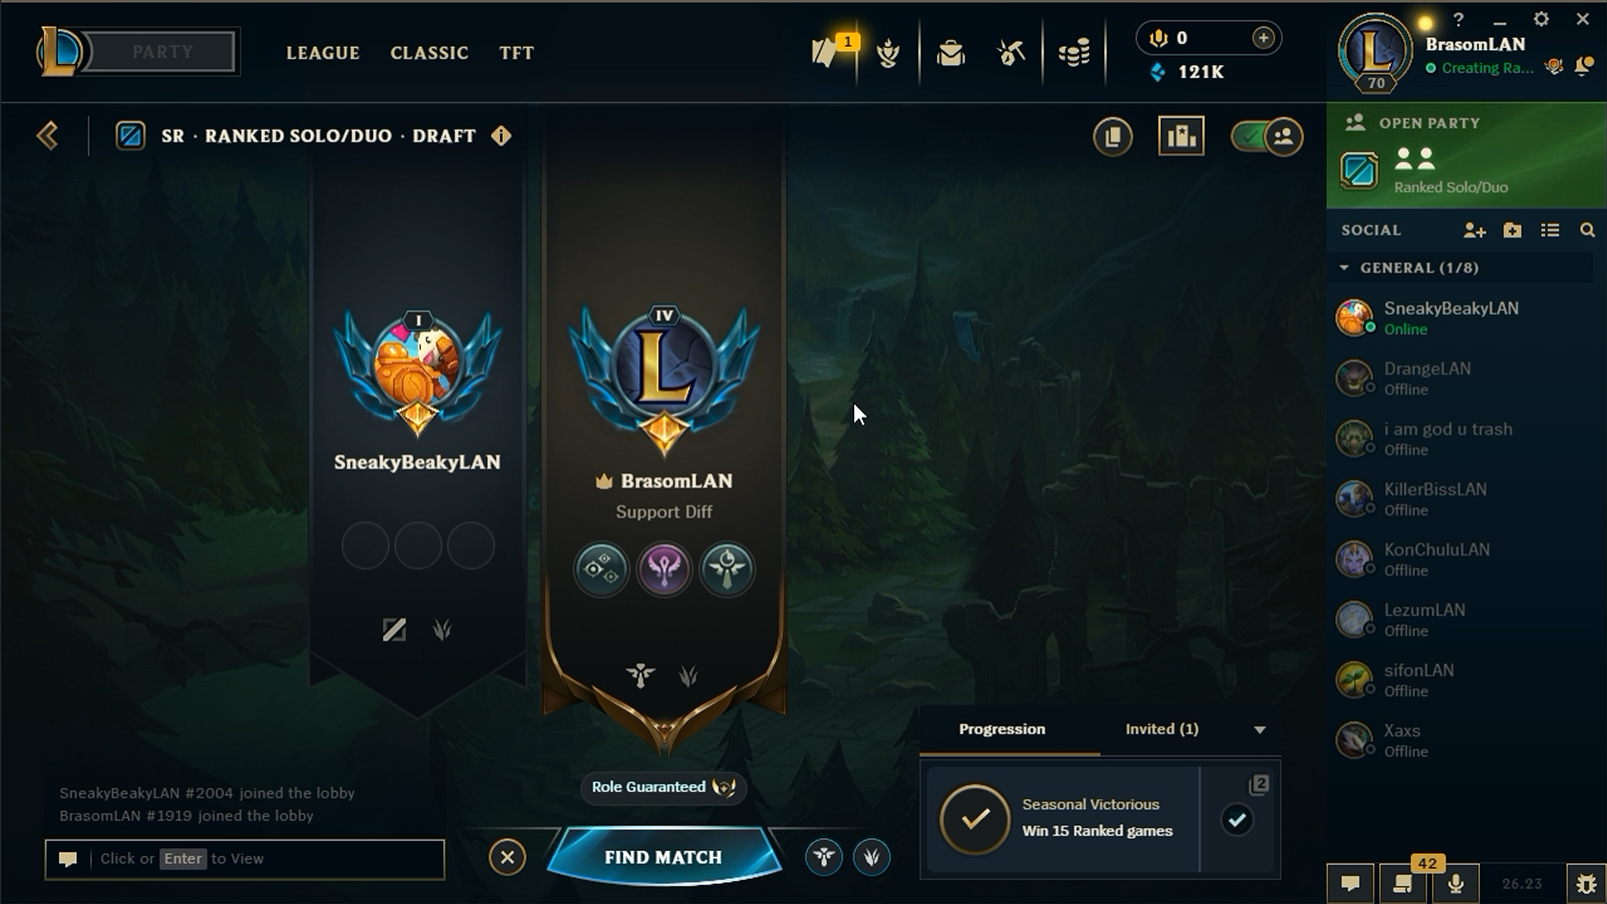 PARTY
LEAGUE
CLASSIC
TFT
1
0
121K
?
70
BrasomLAN
Creating Ra...
SR · RANKED SOLO/DUO · DRAFT
OPEN PARTY
Ranked Solo/Duo
SOCIAL
GENERAL (1/8)
SneakyBeakyLAN
Online
DrangeLAN
Offline
i am god u trash
Offline
KillerBissLAN
Offline
KonChuluLAN
Offline
LezumLAN
Offline
sifonLAN
Offline
Xaxs
Offline
I
SneakyBeakyLAN
IV
BrasomLAN
Support Diff
Role Guaranteed
FIND MATCH
SneakyBeakyLAN #2004 joined the lobby
BrasomLAN #1919 joined the lobby
Click or Enter to View
Progression
Invited (1)
2
Seasonal Victorious
Win 15 Ranked games
42
26.23